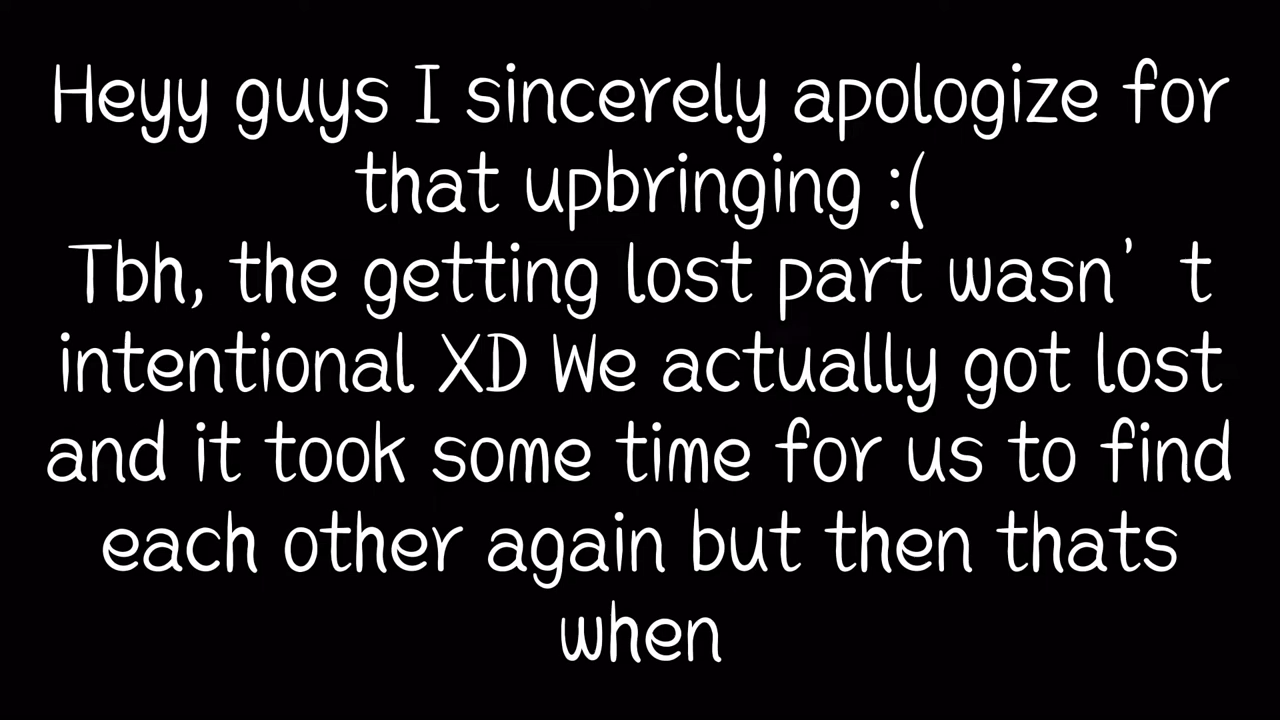 Heyy guys I sincerely apologize for
that upbringing :(
Tbh, the getting lost part wasn’t
intentional XD We actually got lost
and it took some time for us to find
each other again but then thats
when